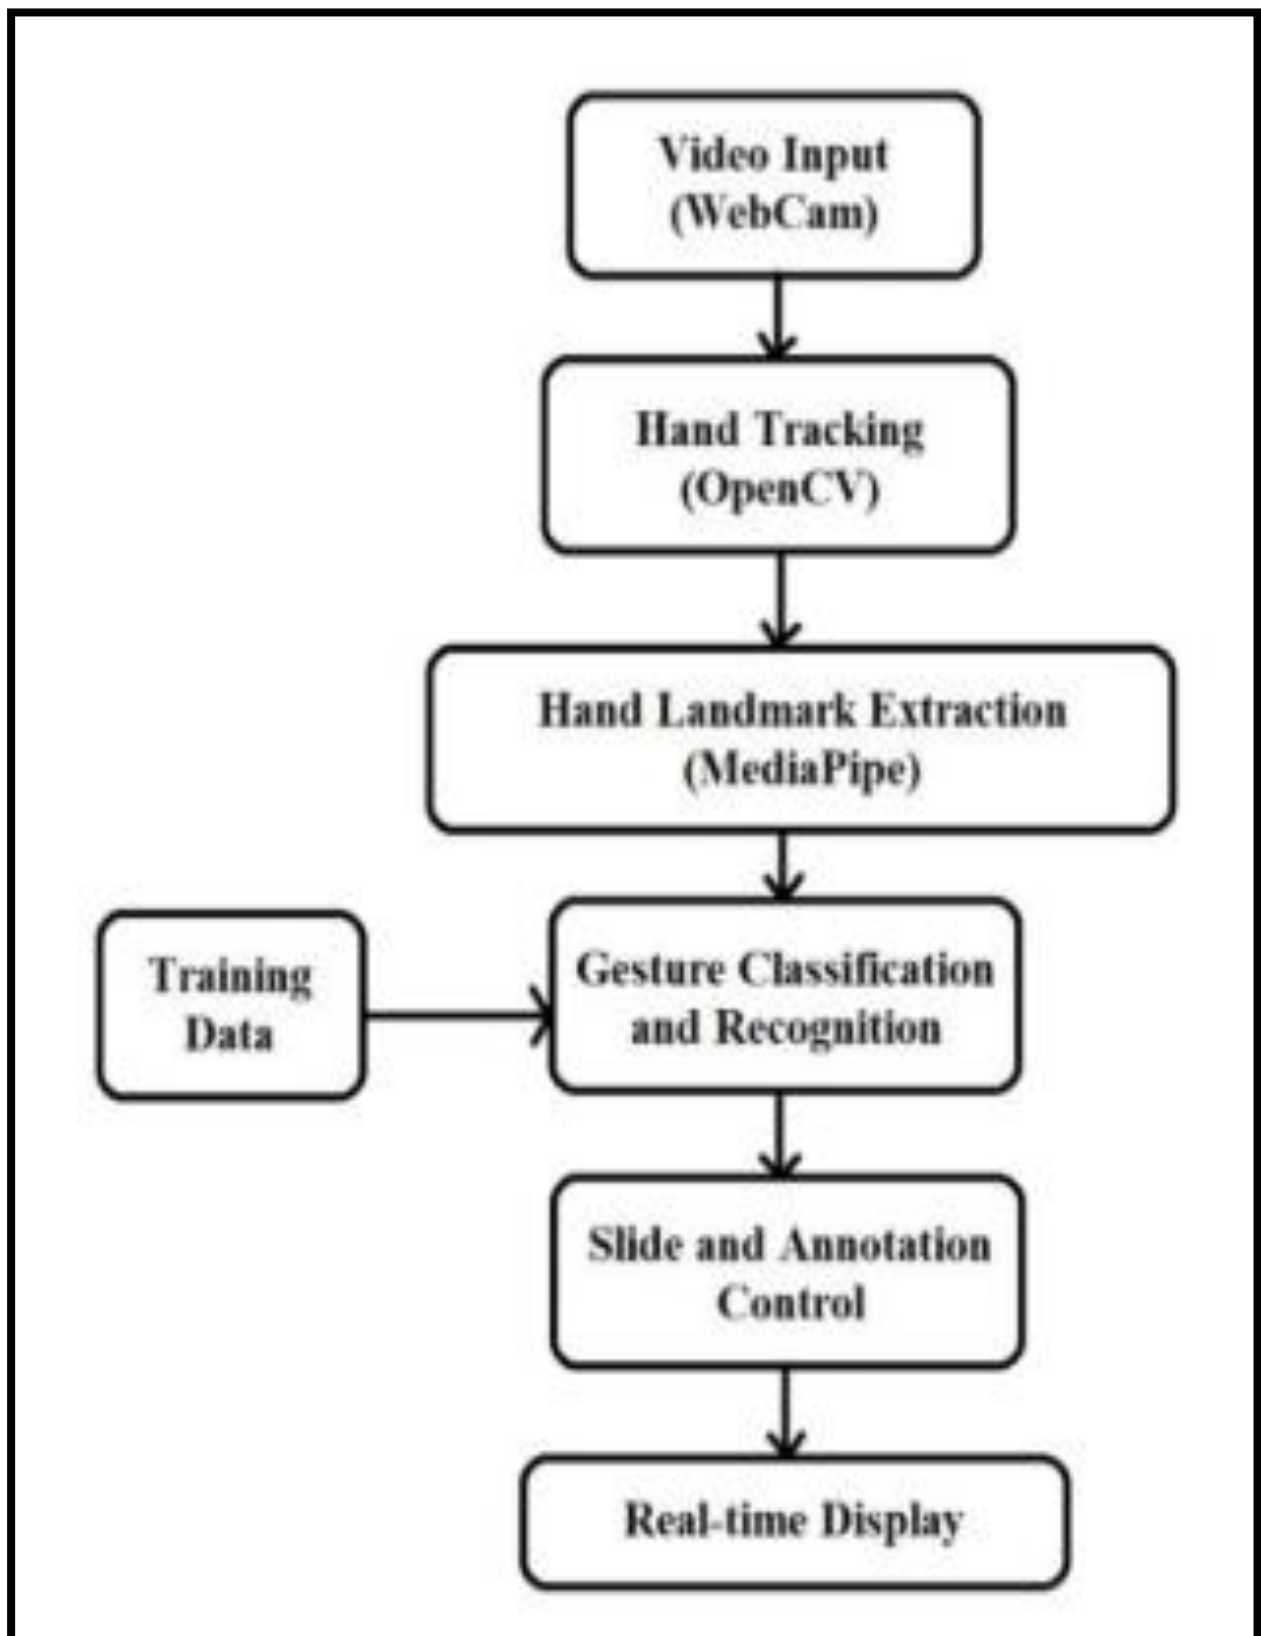 Video Input
(WebCam)
Hand Tracking
(OpenCV)
Hand Landmark Extraction
(MediaPipe)
Training
Data
Gesture Classification
and Recognition
Slide and Annotation
Control
Real-time Display